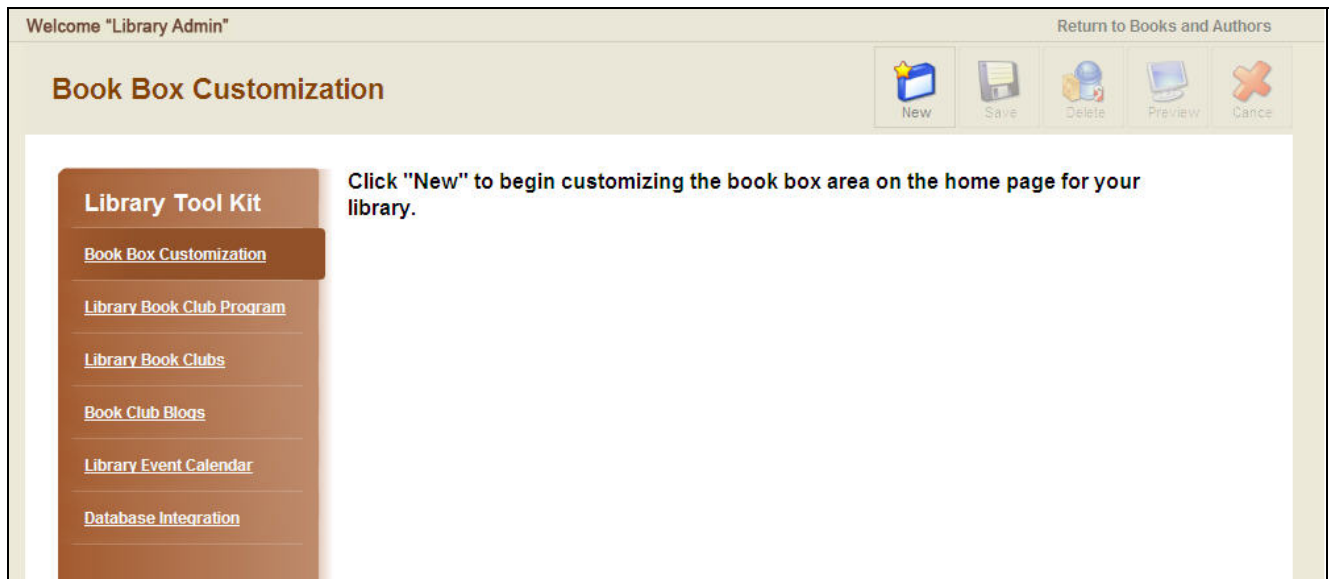 Welcome "Library Admin"
Return to Books and Authors
Book Box Customization
New
Save
Delete
Preview
Cance
Library Tool Kit
Book Box Customization
Library Book Club Program
Library Book Clubs
Book Club Blogs
Library Event Calendar
Database Integration
Click "New" to begin customizing the book box area on the home page for your
library.